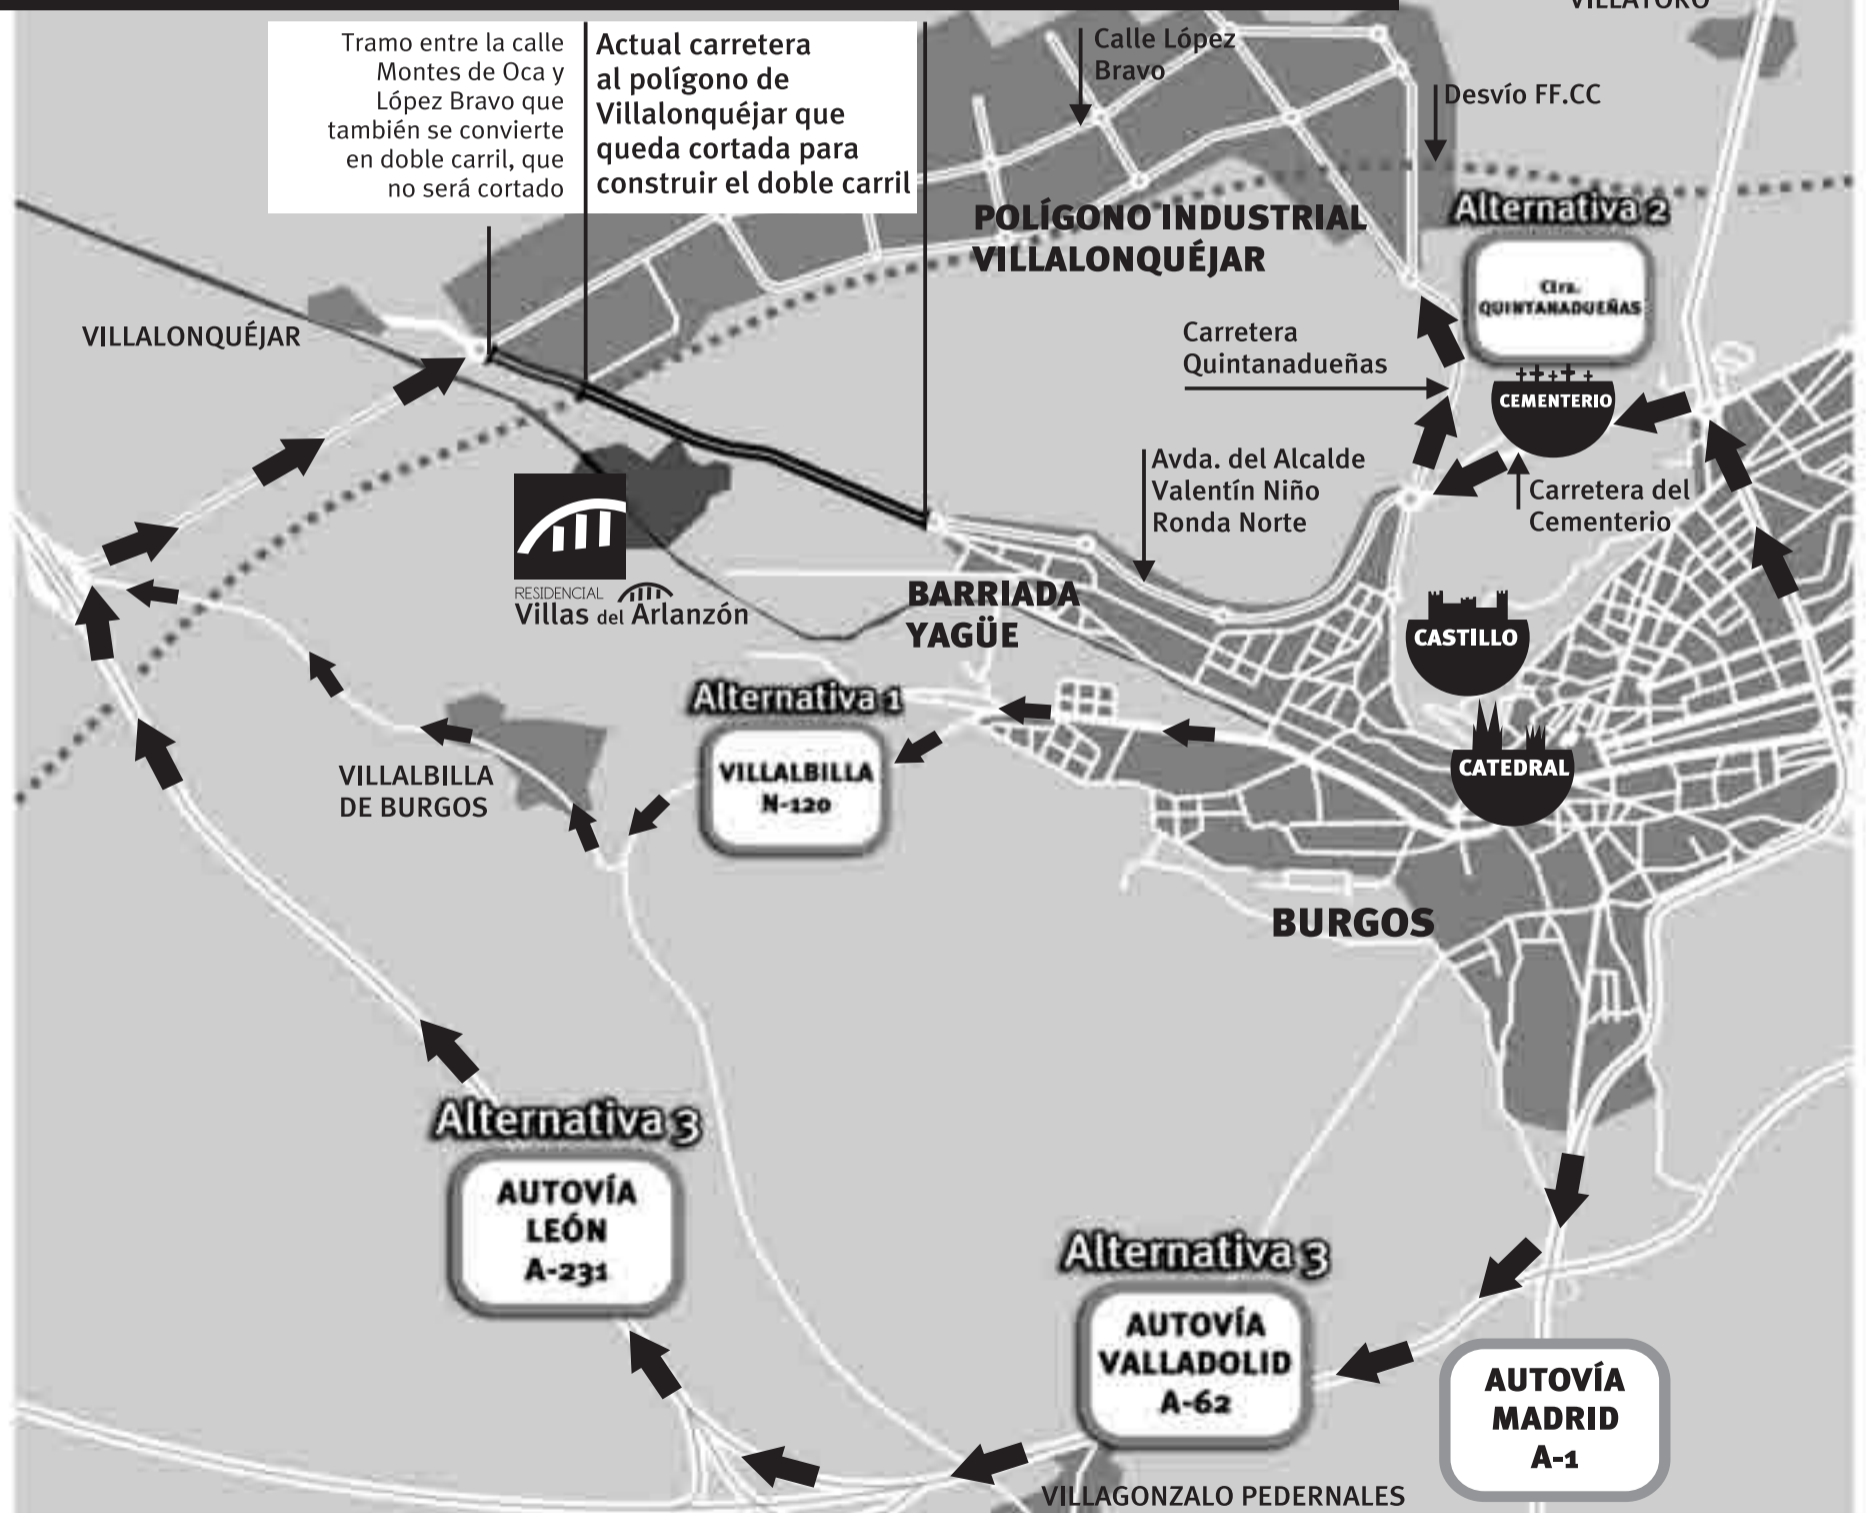 VILLATORO
Tramo entre la calle
Montes de Oca y
López Bravo que
también se convierte
en doble carril, que
no será cortado
Actual carretera
al polígono de
Villalonquéjar que
queda cortada para
construir el doble carril
Calle López
Bravo
Desvío FF.CC
POLÍGONO INDUSTRIAL
VILLALONQUÉJAR
Alternativa 2
Ctra.
QUINTANADUEÑAS
VILLALONQUÉJAR
Carretera
Quintanadueñas
CEMENTERIO
Avda. del Alcalde
Valentín Niño
Ronda Norte
Carretera del
Cementerio
RESIDENCIAL
Villas del Arlanzón
BARRIADA
YAGÜE
CASTILLO
Alternativa 1
VILLALBILLA
N-120
CATEDRAL
VILLALBILLA
DE BURGOS
BURGOS
Alternativa 3
AUTOVÍA
LEÓN
A-231
Alternativa 3
AUTOVÍA
VALLADOLID
A-62
AUTOVÍA
MADRID
A-1
VILLAGONZALO PEDERNALES